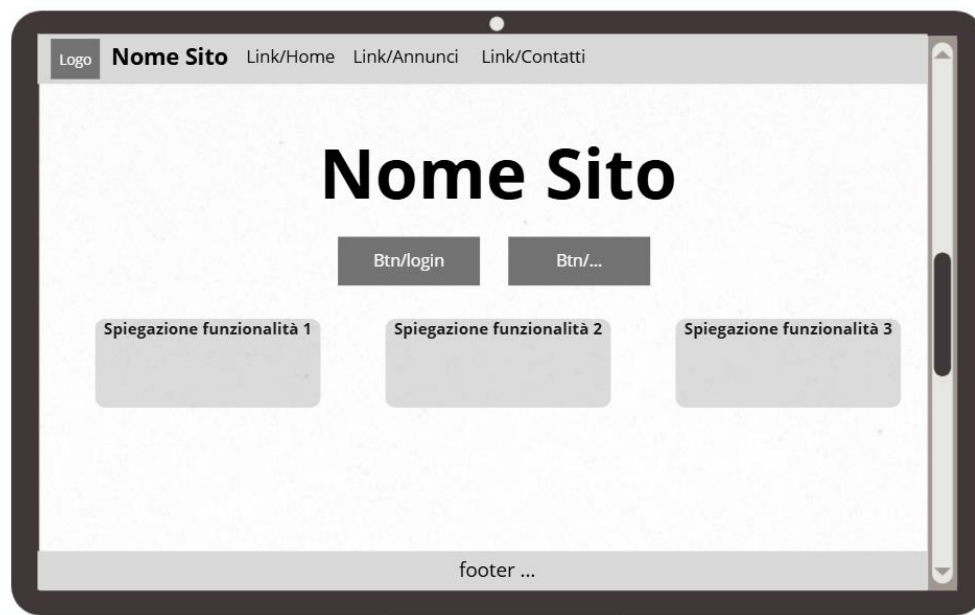 Logo Nome Sito Link/Home Link/Annunci Link/Contatti
Nome Sito
Btn/login Btn/...
Spiegazione funzionalità 1 Spiegazione funzionalità 2 Spiegazione funzionalità 3
footer ...